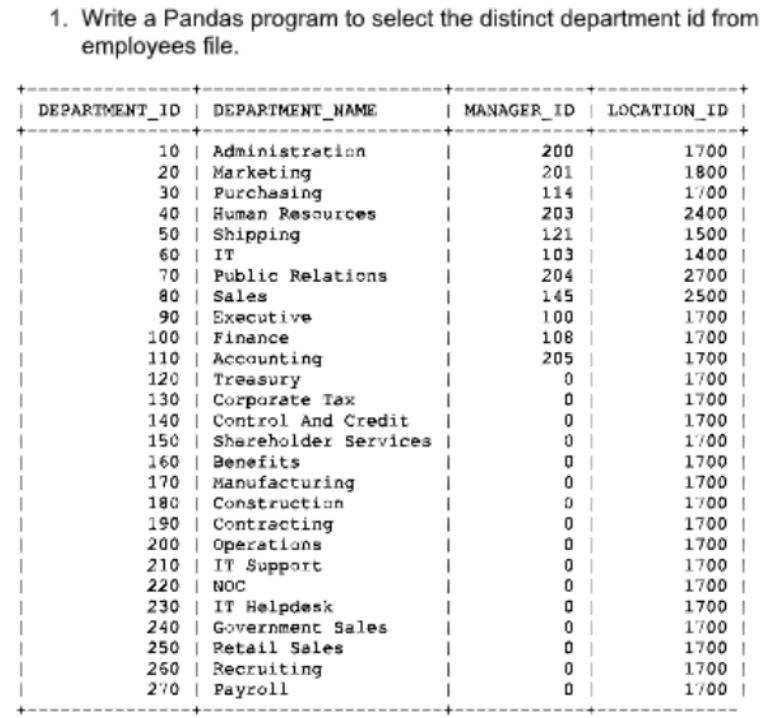 1. Write a Pandas program to select the distinct department id from
employees file.
+---------------+----------------------+------------+-------------+
| DEPARTMENT_ID | DEPARTMENT_NAME | MANAGER_ID | LOCATION_ID |
+---------------+----------------------+------------+-------------+
| 10 | Administration | 200 | 1700 |
| 20 | Marketing | 201 | 1800 |
| 30 | Purchasing | 114 | 1700 |
| 40 | Human Resources | 203 | 2400 |
| 50 | Shipping | 121 | 1500 |
| 60 | IT | 103 | 1400 |
| 70 | Public Relations | 204 | 2700 |
| 80 | Sales | 145 | 2500 |
| 90 | Executive | 100 | 1700 |
| 100 | Finance | 108 | 1700 |
| 110 | Accounting | 205 | 1700 |
| 120 | Treasury | 0 | 1700 |
| 130 | Corporate Tax | 0 | 1700 |
| 140 | Control And Credit | 0 | 1700 |
| 150 | Shareholder Services | 0 | 1700 |
| 160 | Benefits | 0 | 1700 |
| 170 | Manufacturing | 0 | 1700 |
| 180 | Construction | 0 | 1700 |
| 190 | Contracting | 0 | 1700 |
| 200 | Operations | 0 | 1700 |
| 210 | IT Support | 0 | 1700 |
| 220 | NOC | 0 | 1700 |
| 230 | IT Helpdesk | 0 | 1700 |
| 240 | Government Sales | 0 | 1700 |
| 250 | Retail Sales | 0 | 1700 |
| 260 | Recruiting | 0 | 1700 |
| 270 | Payroll | 0 | 1700 |
+---------------+----------------------+------------+-------------